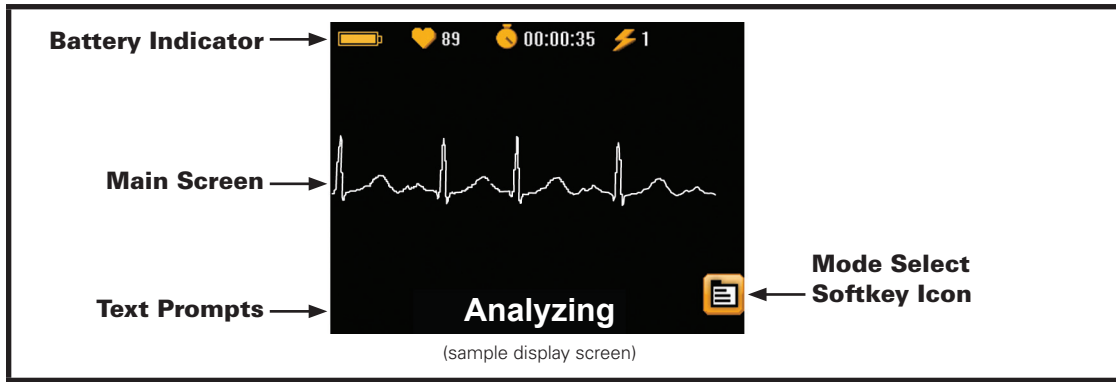 Battery Indicator
89 00:00:35 1
Main Screen
Mode Select
Softkey Icon
Text Prompts
Analyzing
(sample display screen)